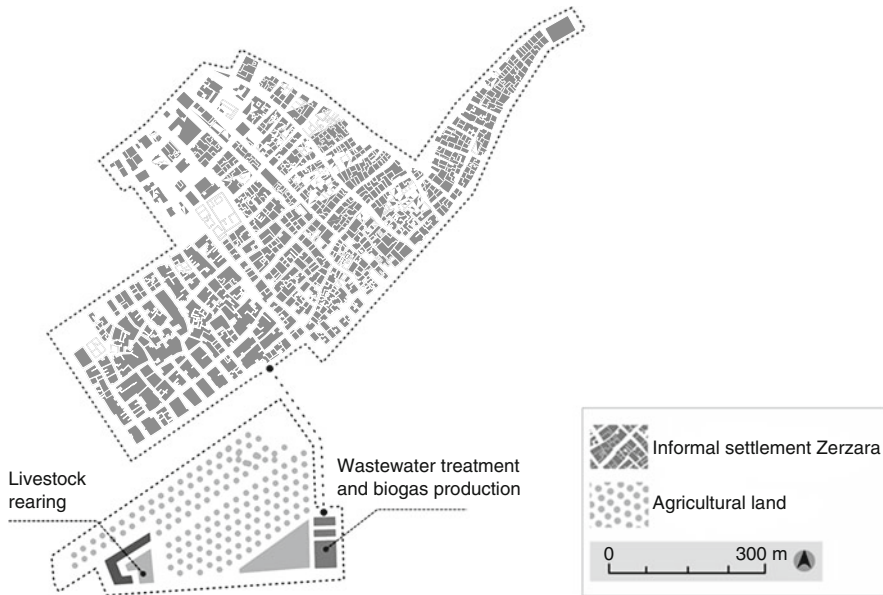 Livestock
rearing
Wastewater treatment
and biogas production
Informal settlement Zerzara
Agricultural land
0 300 m